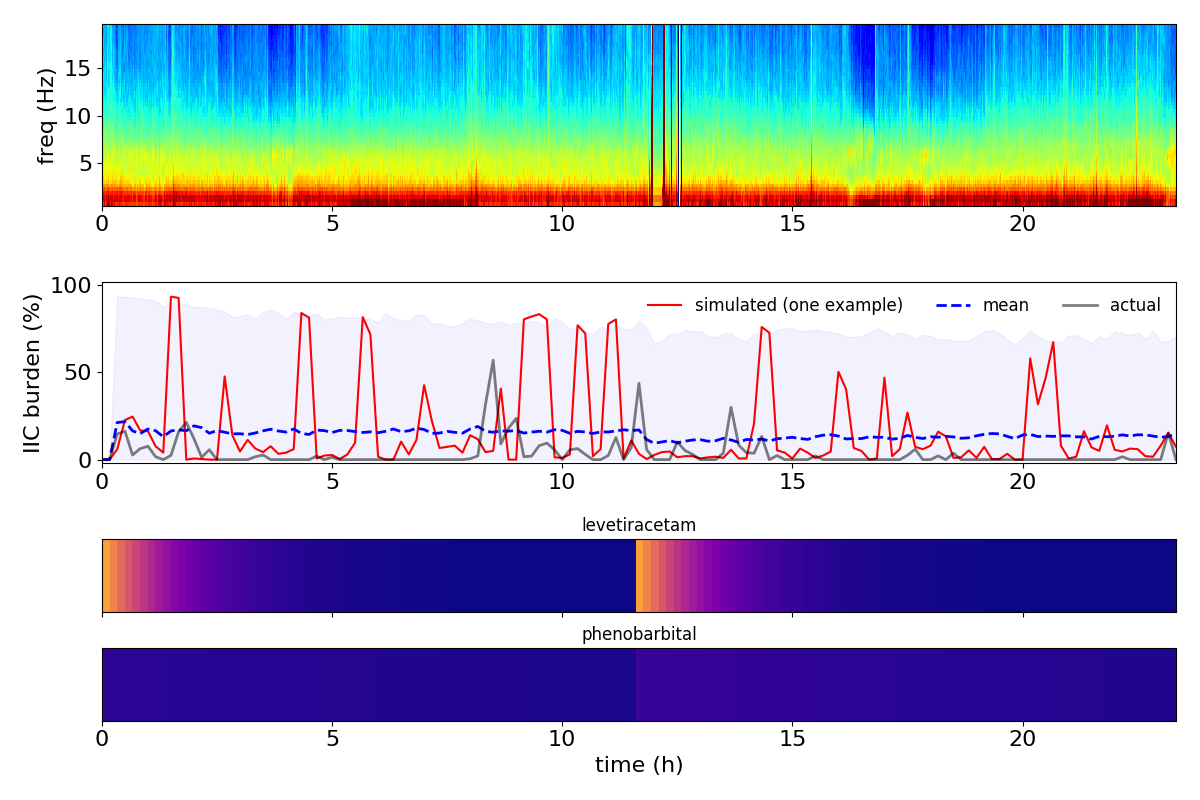 freq (Hz)
15
10
5
0 5 10 15 20
IIC burden (%)
100
50
0
simulated (one example) mean actual
0 5 10 15 20
levetiracetam
phenobarbital
0 5 10 15 20
time (h)